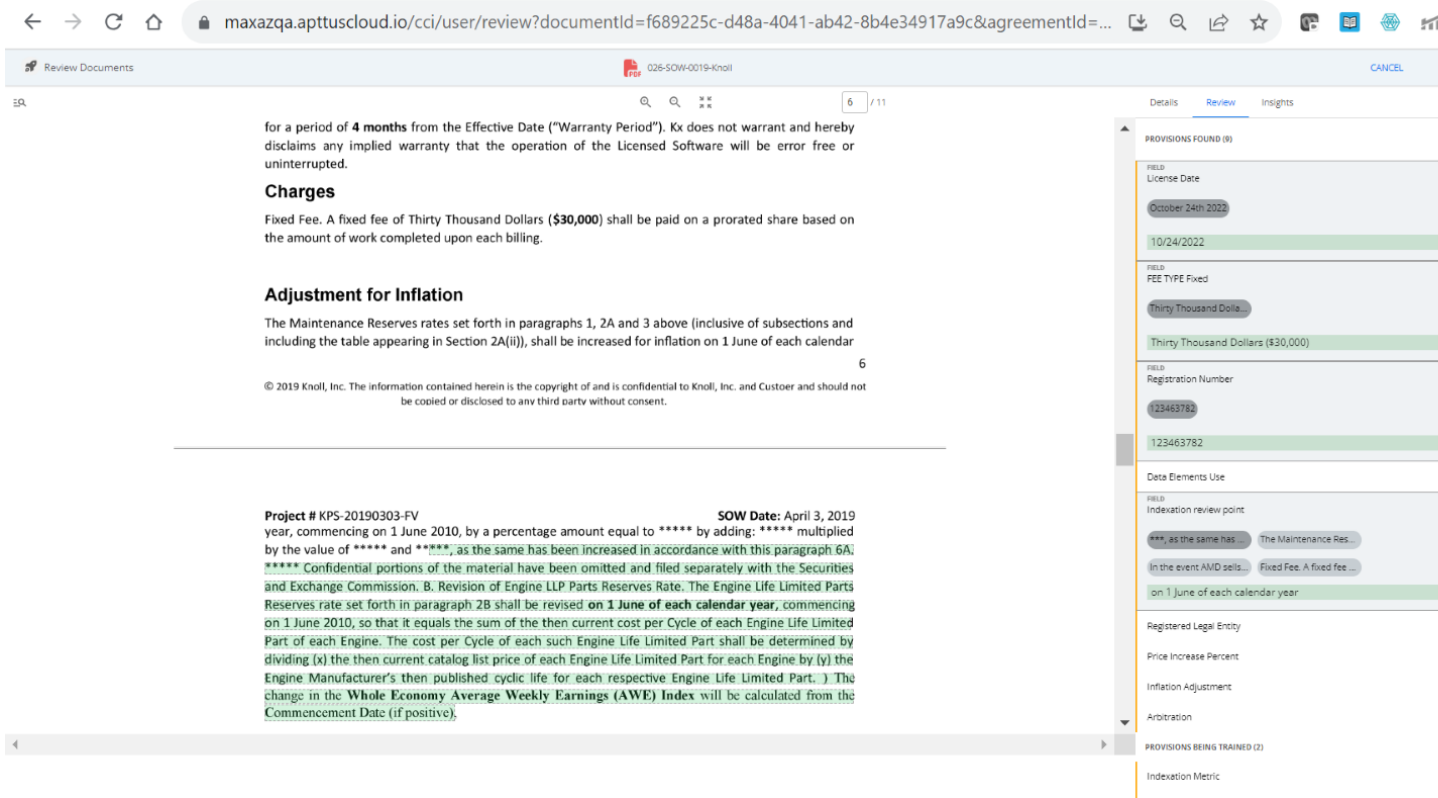 maxazqa.apttuscloud.io/cci/user/review?documentId=f689225c-d48a-4041-ab42-8b4e34917a9c&agreementId=...
Review Documents
PDF
026-SOW-0019-Knoll
CANCEL
6 / 11
Details Review Insights
for a period of 4 months from the Effective Date ("Warranty Period"). Kx does not warrant and hereby
disclaims any implied warranty that the operation of the Licensed Software will be error free or
uninterrupted.
Charges
Fixed Fee. A fixed fee of Thirty Thousand Dollars ($30,000) shall be paid on a prorated share based on
the amount of work completed upon each billing.
Adjustment for Inflation
The Maintenance Reserves rates set forth in paragraphs 1, 2A and 3 above (inclusive of subsections and
including the table appearing in Section 2A(ii)), shall be increased for inflation on 1 June of each calendar
6
© 2019 Knoll, Inc. The information contained herein is the copyright of and is confidential to Knoll, Inc. and Custoer and should not
be copied or disclosed to any third party without consent.
Project # KPS-20190303-FV SOW Date: April 3, 2019
year, commencing on 1 June 2010, by a percentage amount equal to ***** by adding: ***** multiplied
by the value of ***** and *****, as the same has been increased in accordance with this paragraph 6A.
***** Confidential portions of the material have been omitted and filed separately with the Securities
and Exchange Commission. B. Revision of Engine LLP Parts Reserves Rate. The Engine Life Limited Parts
Reserves rate set forth in paragraph 2B shall be revised on 1 June of each calendar year, commencing
on 1 June 2010, so that it equals the sum of the then current cost per Cycle of each Engine Life Limited
Part of each Engine. The cost per Cycle of each such Engine Life Limited Part shall be determined by
dividing (x) the then current catalog list price of each Engine Life Limited Part for each Engine by (y) the
Engine Manufacturer's then published cyclic life for each respective Engine Life Limited Part. ) The
change in the Whole Economy Average Weekly Earnings (AWE) Index will be calculated from the
Commencement Date (if positive).
PROVISIONS FOUND (9)
FIELD
License Date
October 24th 2022
10/24/2022
FIELD
FEE TYPE Fixed
Thirty Thousand Dolla...
Thirty Thousand Dollars ($30,000)
FIELD
Registration Number
123463782
123463782
Data Elements Use
FIELD
Indexation review point
***, as the same has ... The Maintenance Res...
In the event AMD sells... Fixed Fee. A fixed fee ...
on 1 June of each calendar year
Registered Legal Entity
Price Increase Percent
Inflation Adjustment
Arbitration
PROVISIONS BEING TRAINED (2)
Indexation Metric